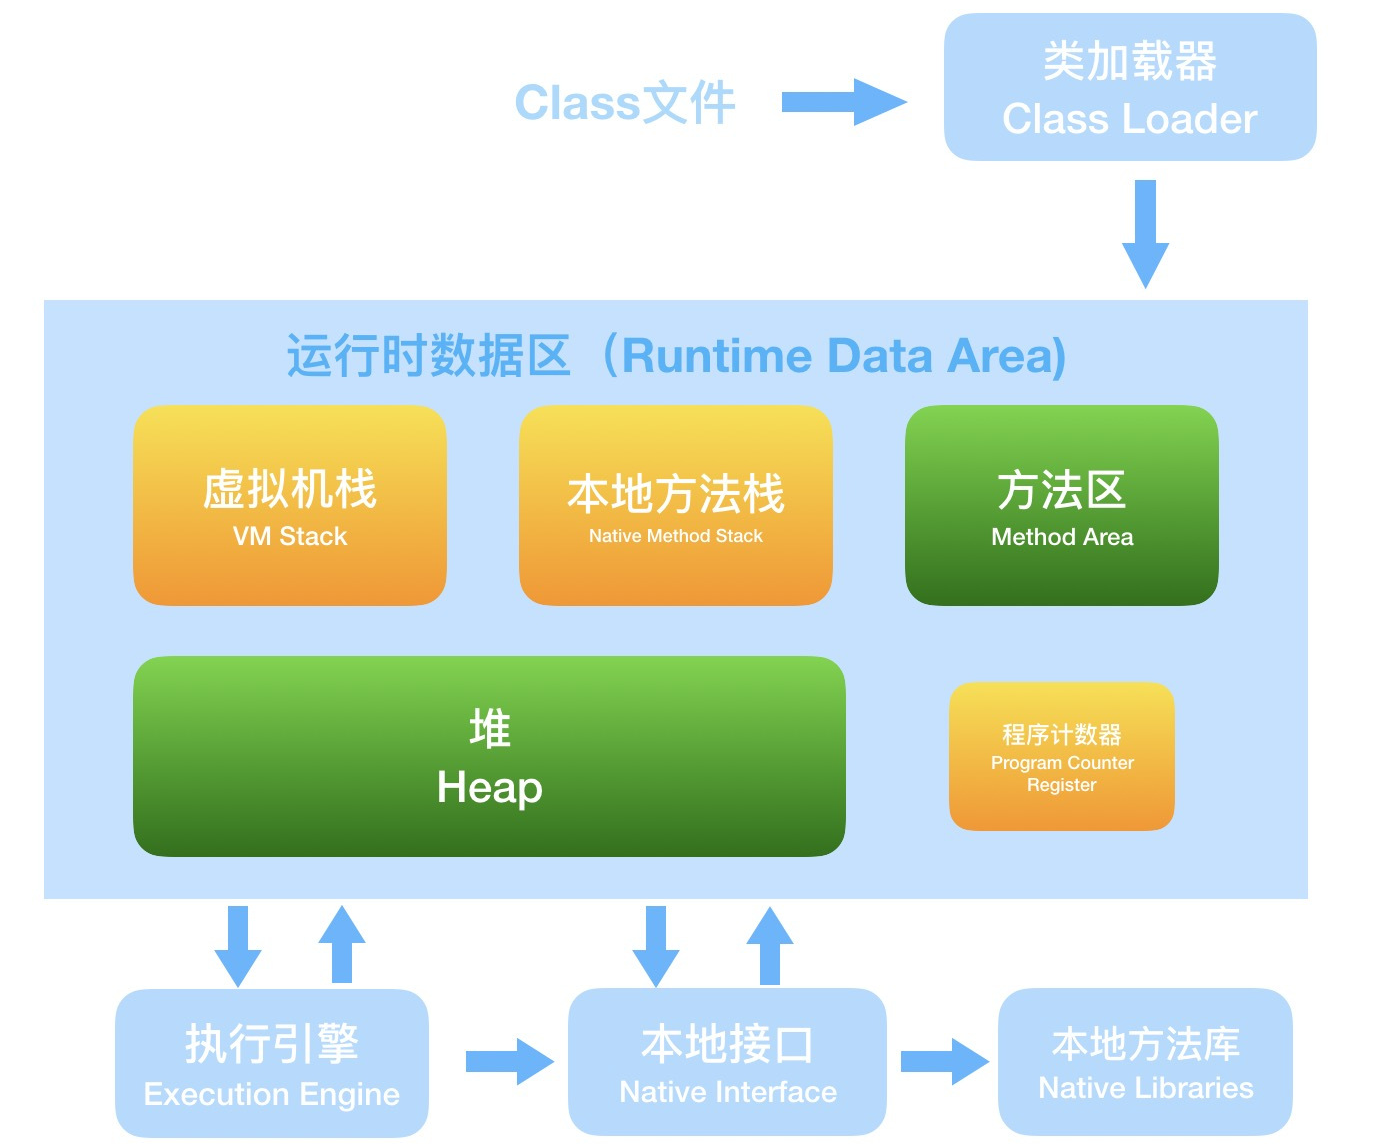 Class文件
类加载器
Class Loader
运行时数据区（Runtime Data Area)
虚拟机栈
VM Stack
本地方法栈
Native Method Stack
方法区
Method Area
堆
Heap
程序计数器
Program Counter
Register
执行引擎
Execution Engine
本地接口
Native Interface
本地方法库
Native Libraries